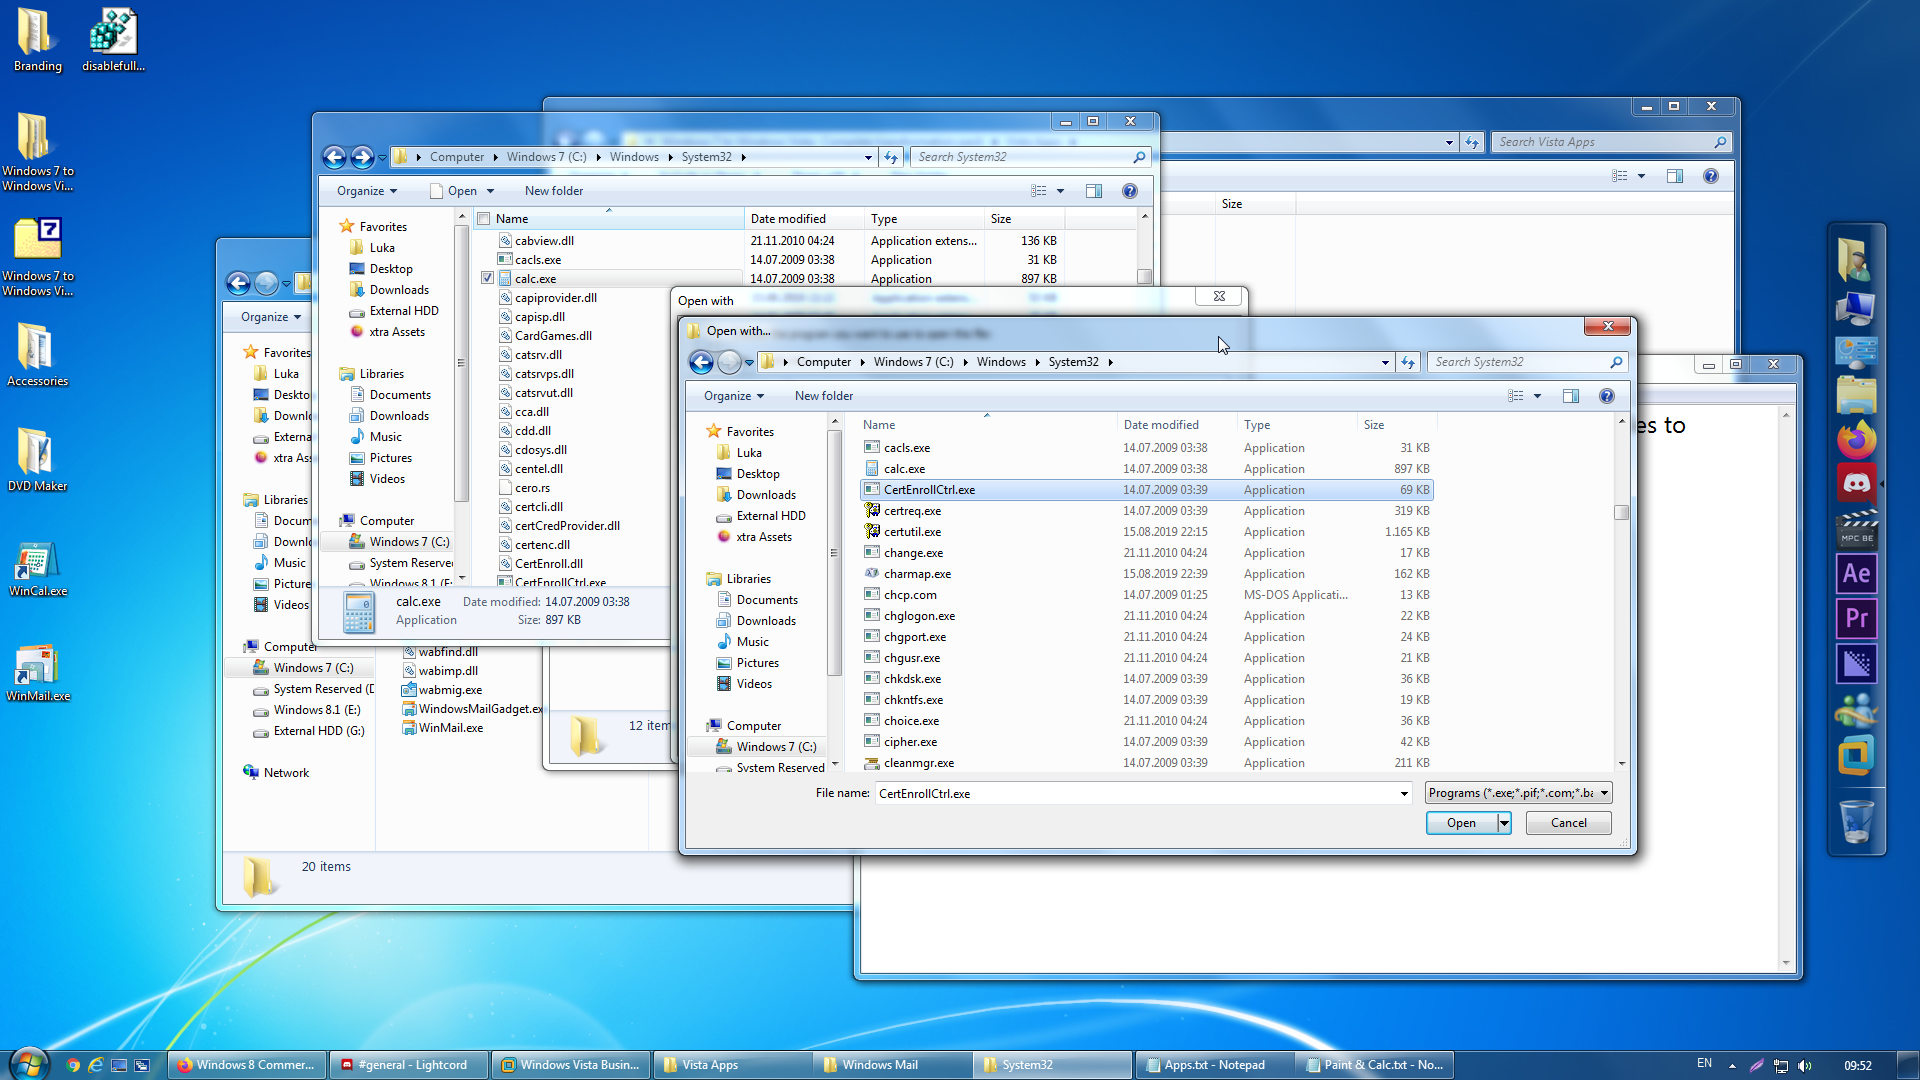 Branding
disablefull...
Windows 7 to
Windows Vi...
Windows 7 to
Windows Vi...
Accessories
DVD Maker
WinCal.exe
WinMail.exe
Search Vista Apps
Size
Computer Windows 7 (C:) Windows System32
Search System32
Organize Open New folder
Favorites
Luka
Desktop
Downloads
External HDD
xtra Assets
Libraries
Documents
Downloads
Music
Pictures
Videos
Computer
Windows 7 (C:)
System Reserved
Windows 8.1 (E:
Name Date modified Type Size
cabview.dll 21.11.2010 04:24 Application extens... 136 KB
cacls.exe 14.07.2009 03:38 Application 31 KB
calc.exe 14.07.2009 03:38 Application 897 KB
capiprovider.dll
capisp.dll
CardGames.dll
catsrv.dll
catsrvps.dll
catsrvut.dll
cca.dll
cdd.dll
cdosys.dll
centel.dll
cero.rs
certcli.dll
certCredProvider.dll
certenc.dll
CertEnroll.dll
CertEnrollCtrl.exe
calc.exe Date modified: 14.07.2009 03:38
Application Size: 897 KB
Organize
Favorites
Luka
Deskto
Downl
Externa
xtra As
Libraries
Docum
Downl
Music
Picture
Videos
Computer
Windows 7 (C:)
System Reserved (D
Windows 8.1 (E:)
External HDD (G:)
Network
wabfind.dll
wabimp.dll
wabmig.exe
WindowsMailGadget.ex
WinMail.exe
20 items
12 item
Open with
Open with...
Computer Windows 7 (C:) Windows System32
Search System32
Organize New folder
Favorites
Luka
Desktop
Downloads
External HDD
xtra Assets
Libraries
Documents
Downloads
Music
Pictures
Videos
Computer
Windows 7 (C:)
System Reserved
Name Date modified Type Size
cacls.exe 14.07.2009 03:38 Application 31 KB
calc.exe 14.07.2009 03:38 Application 897 KB
CertEnrollCtrl.exe 14.07.2009 03:39 Application 69 KB
certreq.exe 14.07.2009 03:39 Application 319 KB
certutil.exe 15.08.2019 22:15 Application 1.165 KB
change.exe 21.11.2010 04:24 Application 17 KB
charmap.exe 15.08.2019 22:39 Application 162 KB
chcp.com 14.07.2009 01:25 MS-DOS Applicati... 13 KB
chglogon.exe 21.11.2010 04:24 Application 22 KB
chgport.exe 21.11.2010 04:24 Application 24 KB
chgusr.exe 21.11.2010 04:24 Application 21 KB
chkdsk.exe 14.07.2009 03:39 Application 36 KB
chkntfs.exe 14.07.2009 03:39 Application 19 KB
choice.exe 21.11.2010 04:24 Application 36 KB
cipher.exe 14.07.2009 03:39 Application 42 KB
cleanmgr.exe 14.07.2009 03:39 Application 211 KB
File name: CertEnrollCtrl.exe Programs (*.exe;*.pif;*.com;*.ba
Open Cancel
es to
MPC BE
Ae
Pr
Windows 8 Commer...
#general - Lightcord
Windows Vista Busin...
Vista Apps
Windows Mail
System32
Apps.txt - Notepad
Paint & Calc.txt - No...
EN
09:52